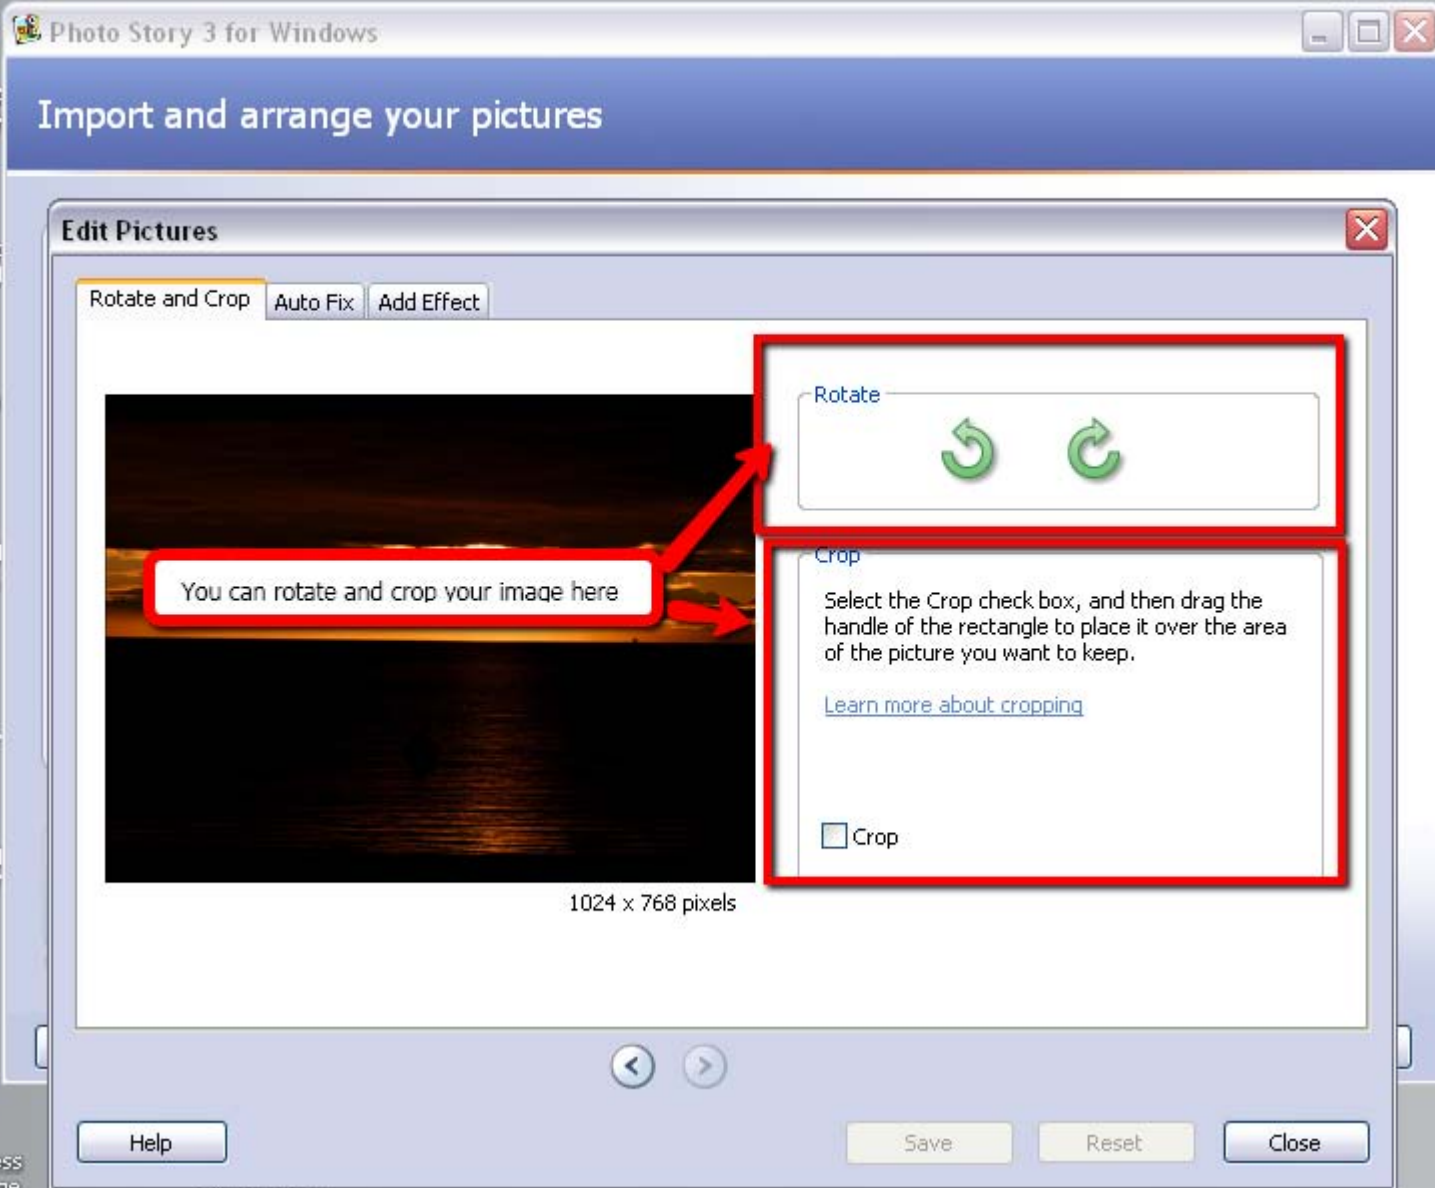 Photo Story 3 for Windows
Import and arrange your pictures
Edit Pictures
Rotate and Crop
Auto Fix
Add Effect
Rotate
You can rotate and crop your image here
Crop
Select the Crop check box, and then drag the
handle of the rectangle to place it over the area
of the picture you want to keep.
Learn more about cropping
Crop
1024 x 768 pixels
Help
Save
Reset
Close